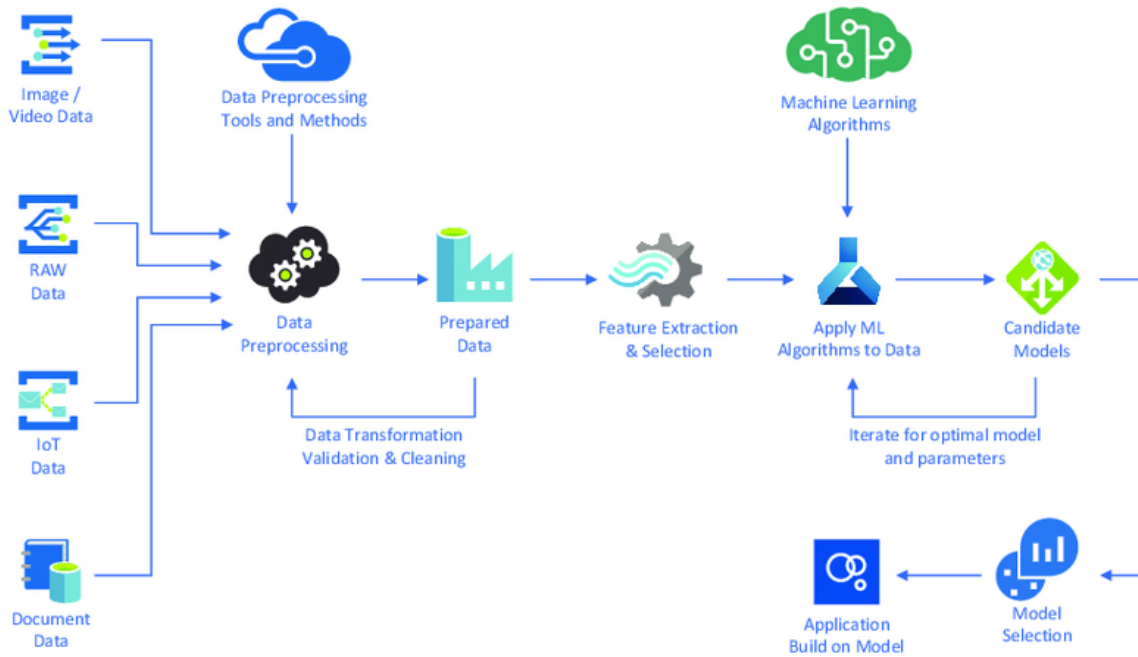 Image /
Video Data
Data Preprocessing
Tools and Methods
Machine Learning
Algorithms
RAW
Data
Data
Preprocessing
Prepared
Data
Feature Extraction
& Selection
Apply ML
Algorithms to Data
Candidate
Models
IoT
Data
Data Transformation
Validation & Cleaning
Iterate for optimal model
and parameters
Document
Data
Application
Build on Model
Model
Selection